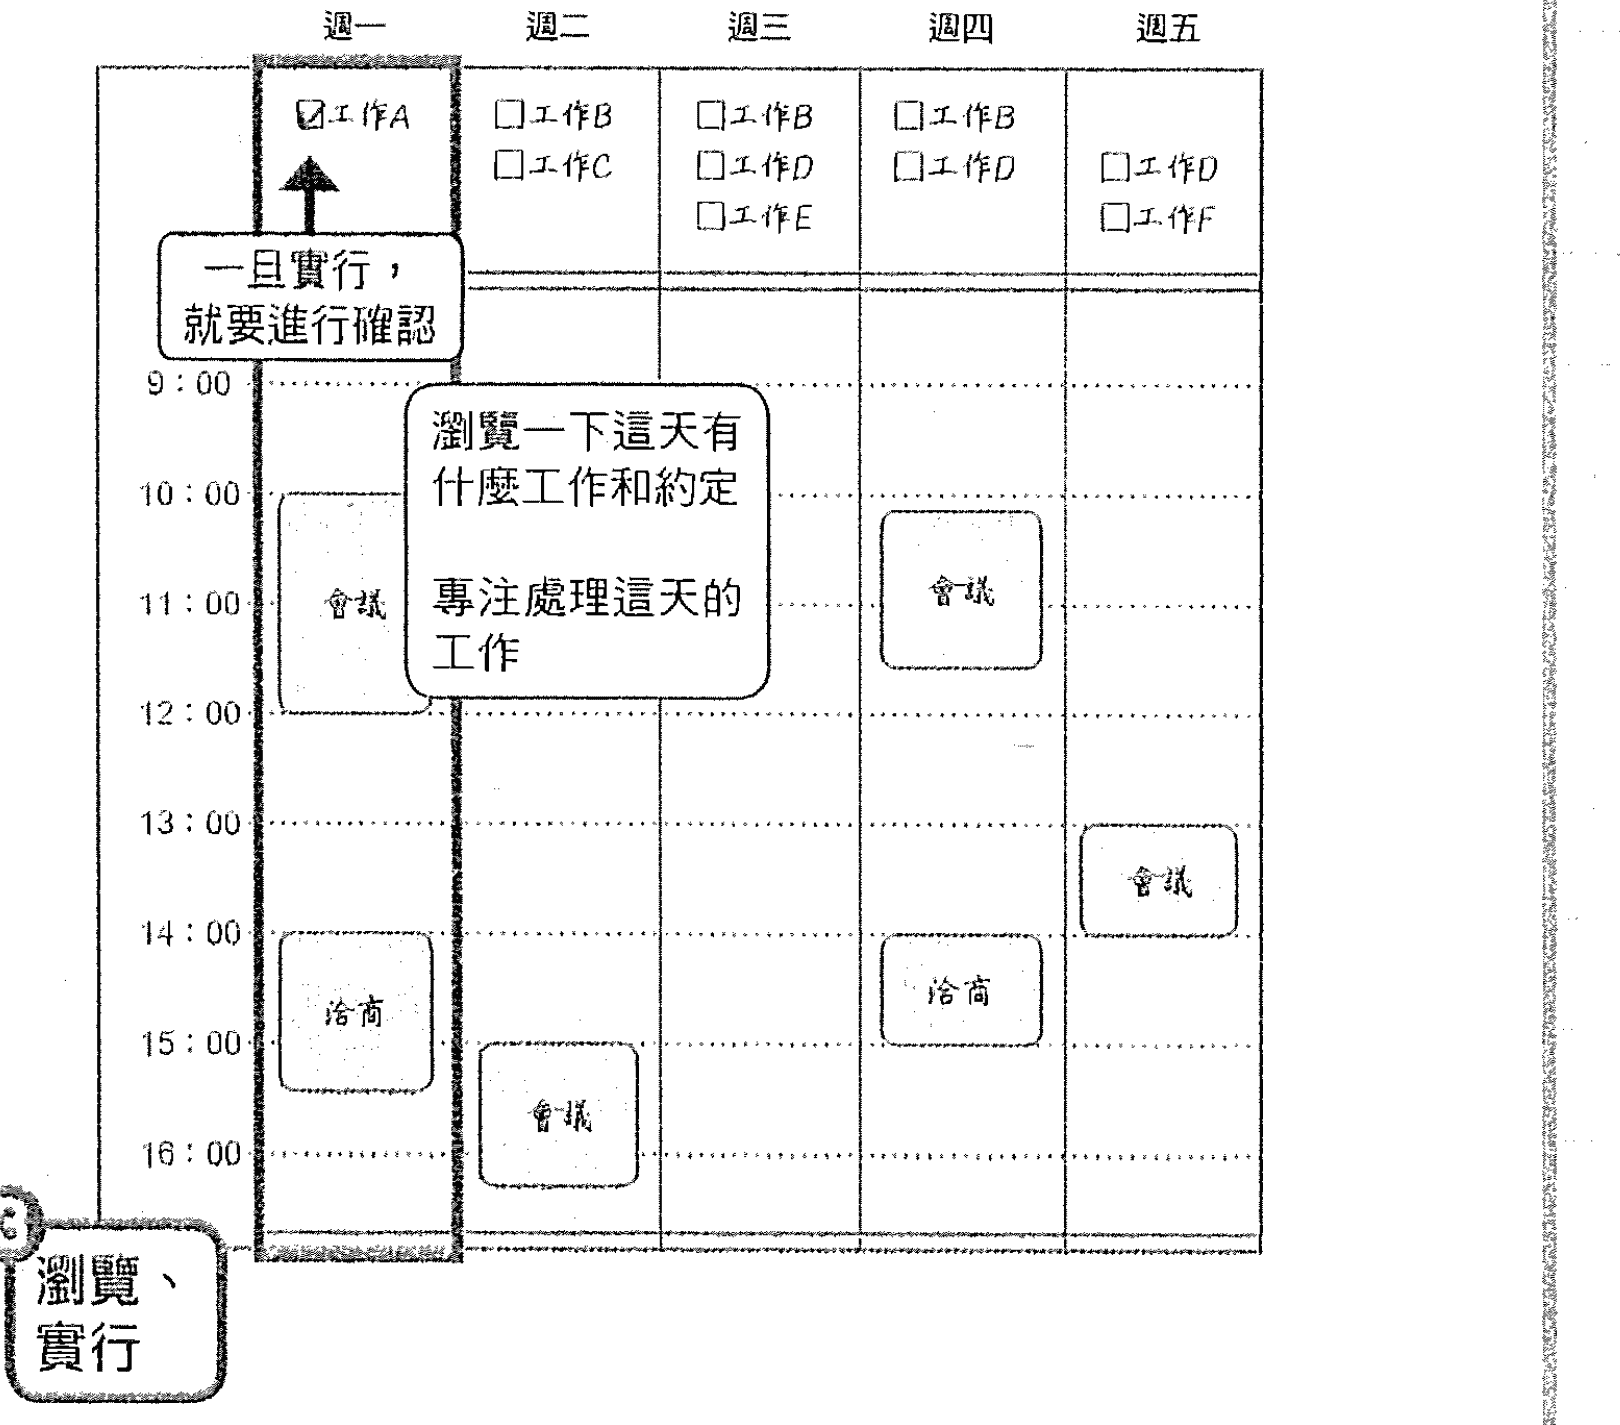 週一 週二 週三 週四 週五
工作A 工作B 工作B 工作B
工作C 工作D 工作D 工作D
工作E 工作F
一旦實行，
就要進行確認
9：00
瀏覽一下這天有
什麼工作和約定
專注處理這天的
工作
10：00
11：00 會議 會議
12：00
13：00
會議
14：00
洽商 洽商
15：00
會議
16：00
C
瀏覽、
實行